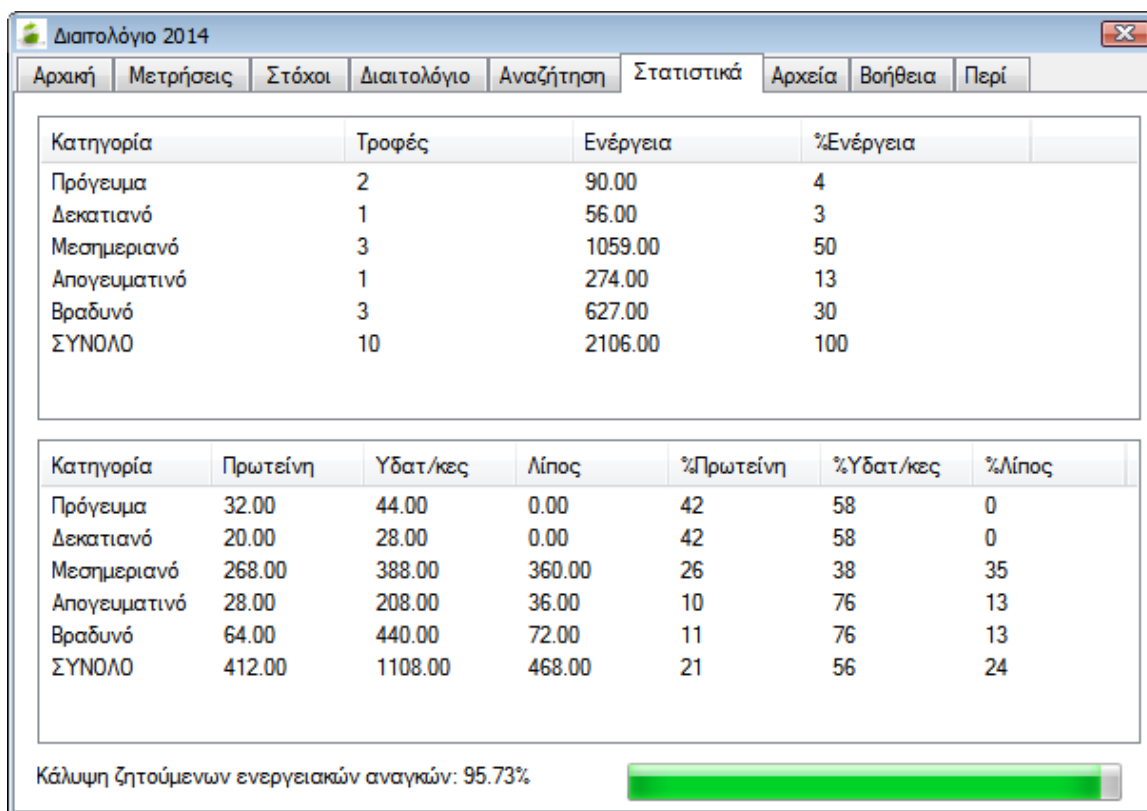 Διαιτολόγιο 2014
Αρχική Μετρήσεις Στόχοι Διαιτολόγιο Αναζήτηση Στατιστικά Αρχεία Βοήθεια Περί
Κατηγορία Τροφές Ενέργεια %Ενέργεια
Πρόγευμα 2 90.00 4
Δεκατιανό 1 56.00 3
Μεσημεριανό 3 1059.00 50
Απογευματινό 1 274.00 13
Βραδυνό 3 627.00 30
ΣΥΝΟΛΟ 10 2106.00 100
Κατηγορία Πρωτείνη Υδατ/κες Λίπος %Πρωτείνη %Υδατ/κες %Λίπος
Πρόγευμα 32.00 44.00 0.00 42 58 0
Δεκατιανό 20.00 28.00 0.00 42 58 0
Μεσημεριανό 268.00 388.00 360.00 26 38 35
Απογευματινό 28.00 208.00 36.00 10 76 13
Βραδυνό 64.00 440.00 72.00 11 76 13
ΣΥΝΟΛΟ 412.00 1108.00 468.00 21 56 24
Κάλυψη ζητούμενων ενεργειακών αναγκών: 95.73%